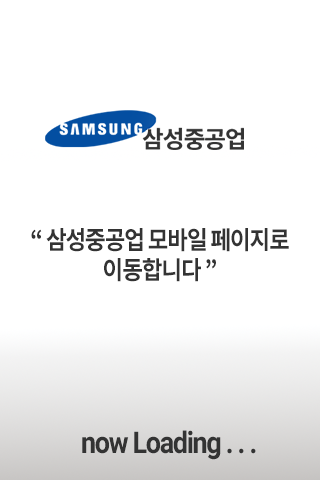 SAMSUNG 삼성중공업
“ 삼성중공업 모바일 페이지로
이동합니다 ”
now Loading . . .